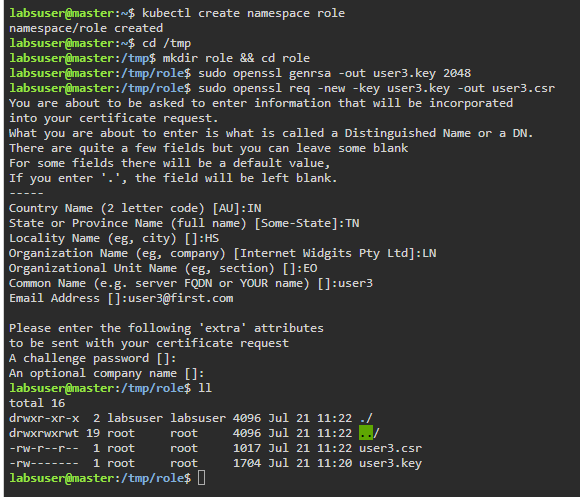 labsuser@master:~$ kubectl create namespace role
namespace/role created
labsuser@master:~$ cd /tmp
labsuser@master:/tmp$ mkdir role && cd role
labsuser@master:/tmp/role$ sudo openssl genrsa -out user3.key 2048
labsuser@master:/tmp/role$ sudo openssl req -new -key user3.key -out user3.csr
You are about to be asked to enter information that will be incorporated
into your certificate request.
What you are about to enter is what is called a Distinguished Name or a DN.
There are quite a few fields but you can leave some blank
For some fields there will be a default value,
If you enter '.', the field will be left blank.
-----
Country Name (2 letter code) [AU]:IN
State or Province Name (full name) [Some-State]:TN
Locality Name (eg, city) []:HS
Organization Name (eg, company) [Internet Widgits Pty Ltd]:LN
Organizational Unit Name (eg, section) []:EO
Common Name (e.g. server FQDN or YOUR name) []:user3
Email Address []:user3@first.com
Please enter the following 'extra' attributes
to be sent with your certificate request
A challenge password []:
An optional company name []:
labsuser@master:/tmp/role$ ll
total 16
drwxr-xr-x  2 labsuser labsuser 4096 Jul 21 11:22 ./
drwxrwxrwt 19 root     root     4096 Jul 21 11:22 ../
-rw-r--r--  1 root     root     1017 Jul 21 11:22 user3.csr
-rw-------  1 root     root     1704 Jul 21 11:20 user3.key
labsuser@master:/tmp/role$